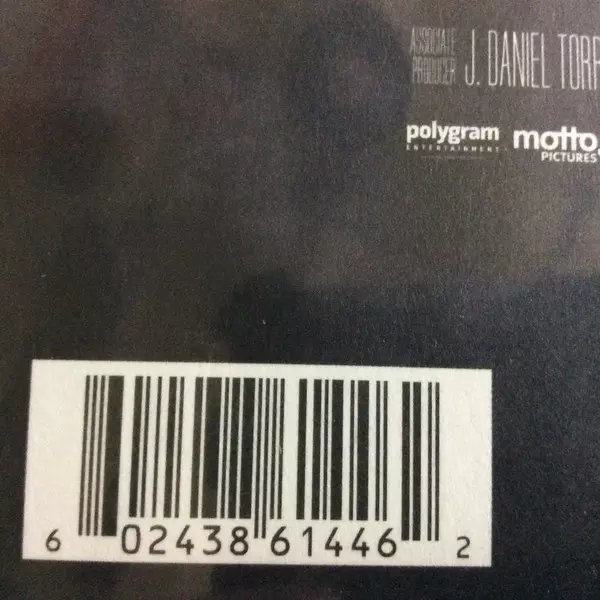 ASSOCIATE
PRODUCER
J. DANIEL TORR
polygram
ENTERTAINMENT
motto
PICTURES
6 02438 61446 2